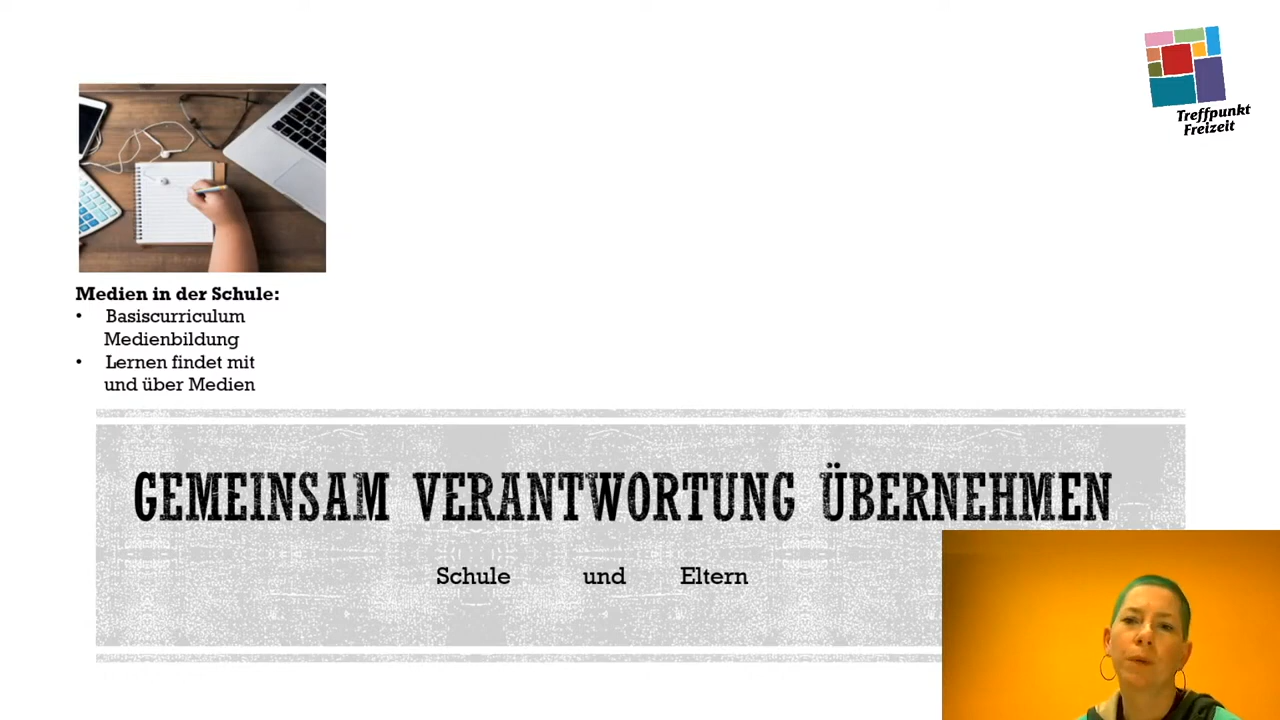 Treffpunkt
Freizeit
Medien in der Schule:
• Basiscurriculum
Medienbildung
• Lernen findet mit
und über Medien
GEMEINSAM VERANTWORTUNG ÜBERNEHMEN
Schule und Eltern